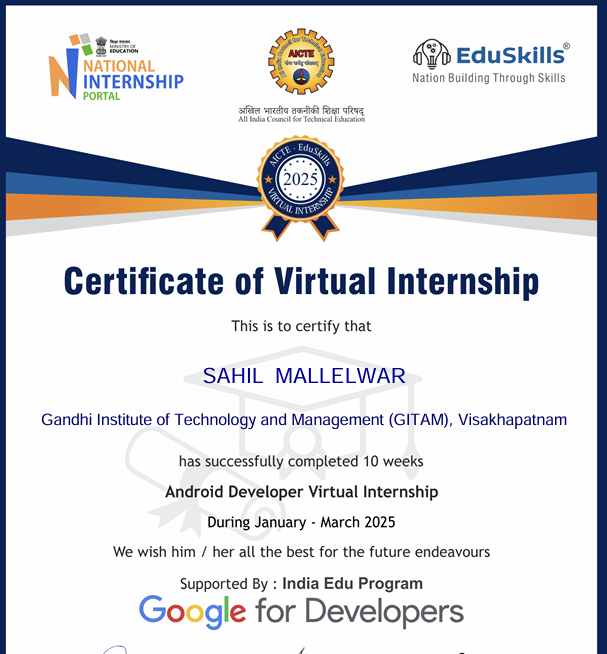 शिक्षा मंत्रालय
MINISTRY OF
EDUCATION
NATIONAL
INTERNSHIP
PORTAL
AICTE
अखिल भारतीय तकनीकी शिक्षा परिषद्
All India Council for Technical Education
EduSkills®
Nation Building Through Skills
AICTE - EduSkills
2025
VIRTUAL INTERNSHIP
Certificate of Virtual Internship
This is to certify that
SAHIL MALLELWAR
Gandhi Institute of Technology and Management (GITAM), Visakhapatnam
has successfully completed 10 weeks
Android Developer Virtual Internship
During January - March 2025
We wish him / her all the best for the future endeavours
Supported By : India Edu Program
Google for Developers